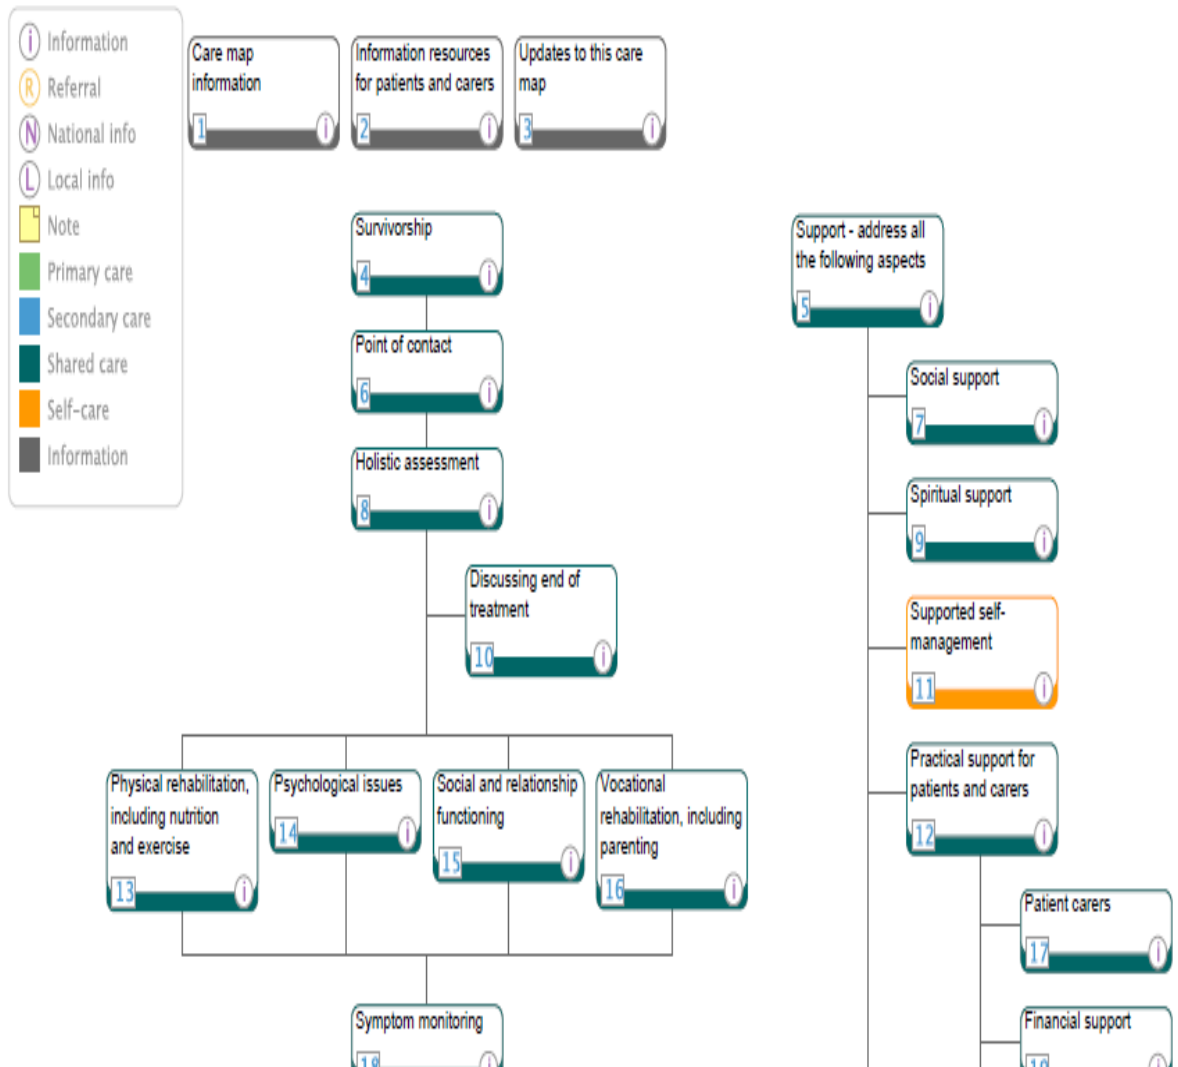 Information
Referral
National info
Local info
Note
Primary care
Secondary care
Shared care
Self-care
Information
i
R
N
L
Care map
information
1
i
Information resources
for patients and carers
2
i
Updates to this care
map
3
i
Survivorship
4
i
Support - address all
the following aspects
5
i
Point of contact
6
i
Social support
7
i
Holistic assessment
8
i
Spiritual support
9
i
Discussing end of
treatment
10
i
Supported self-
management
11
i
Practical support for
patients and carers
12
i
Physical rehabilitation,
including nutrition
and exercise
13
i
Psychological issues
14
i
Social and relationship
functioning
15
i
Vocational
rehabilitation, including
parenting
16
i
Patient carers
17
i
Symptom monitoring
18
i
Financial support
19
i